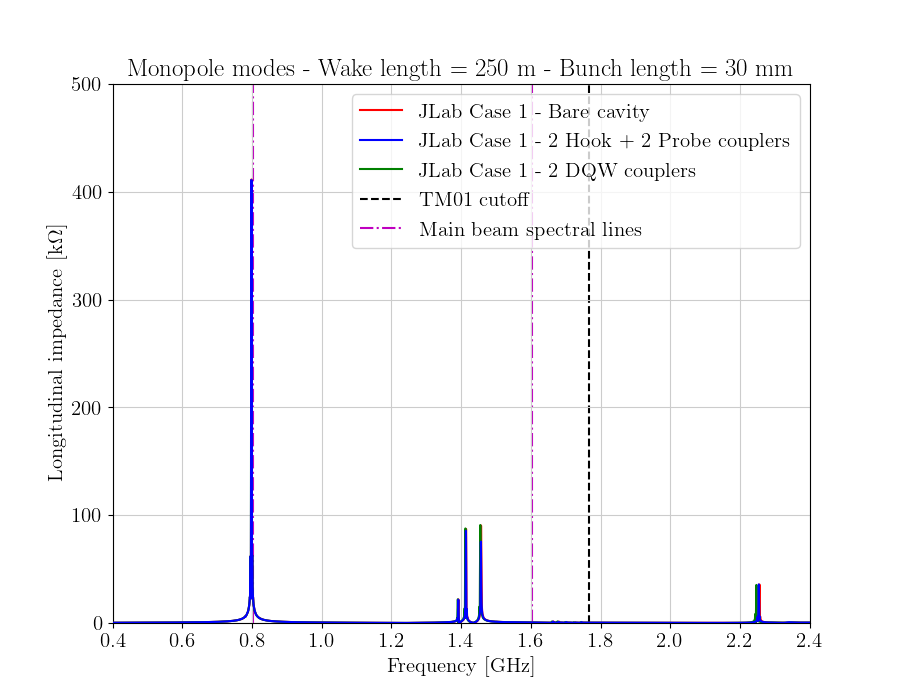 Monopole modes - Wake length = 250 m - Bunch length = 30 mm
500
400
300
200
100
0
Longitudinal impedance [kΩ]
JLab Case 1 - Bare cavity
JLab Case 1 - 2 Hook + 2 Probe couplers
JLab Case 1 - 2 DQW couplers
TM01 cutoff
Main beam spectral lines
0.4 0.6 0.8 1.0 1.2 1.4 1.6 1.8 2.0 2.2 2.4
Frequency [GHz]